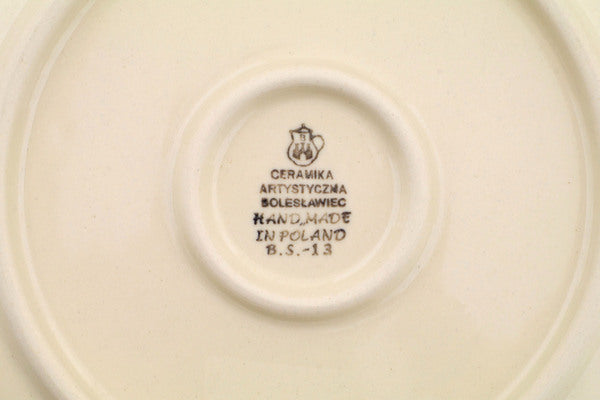 CERAMIKA
ARTYSTYCZNA
BOLESŁAWIEC
HAND MADE
IN POLAND
B.S.-13